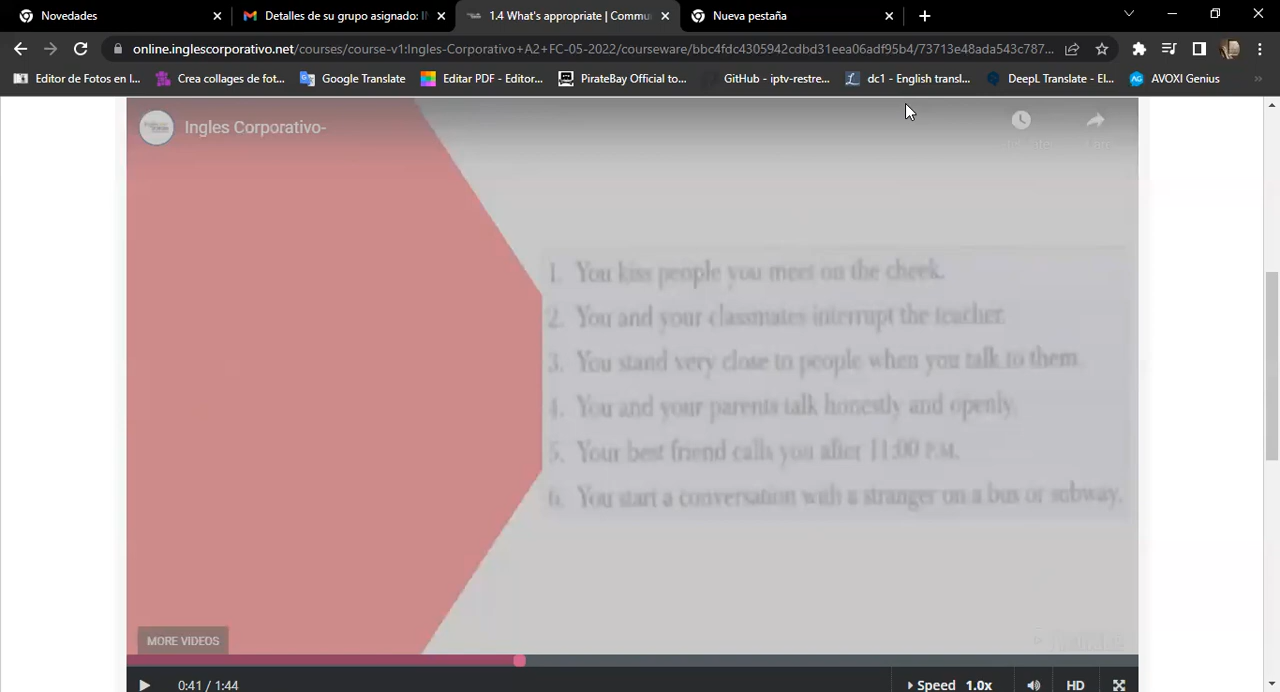 Novedades
Detalles de su grupo asignado: I
1.4 What's appropriate | Commu
Nueva pestaña
online.inglescorporativo.net/courses/course-v1:Ingles-Corporativo+A2+FC-05-2022/courseware/bbc4fdc4305942cdbd31eea06adf95b4/73713e48ada543c787...
Editor de Fotos en l...
Crea collages de fot...
Google Translate
Editar PDF - Editor...
PirateBay Official to...
GitHub - iptv-restre...
dc1 - English transl...
DeepL Translate - El...
AVOXI Genius
Ingles Corporativo-
1. You kiss people you meet on the cheek.
2. You and your classmates interrupt the teacher.
3. You stand very close to people when you talk to them.
4. You and your parents talk honestly and openly.
5. Your best friend calls you after 11:00 P.M.
6. You start a conversation with a stranger on a bus or subway.
MORE VIDEOS
0:41 / 1:44
Speed 1.0x
HD